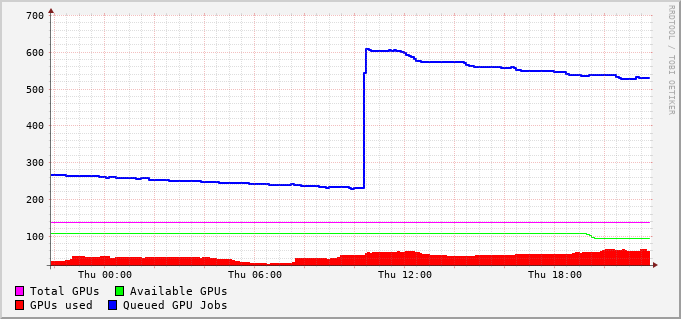 700
600
500
400
300
200
100
Thu 00:00 Thu 06:00 Thu 12:00 Thu 18:00
Total GPUs Available GPUs
GPUs used Queued GPU Jobs
RRDTOOL / TOBI OETIKER